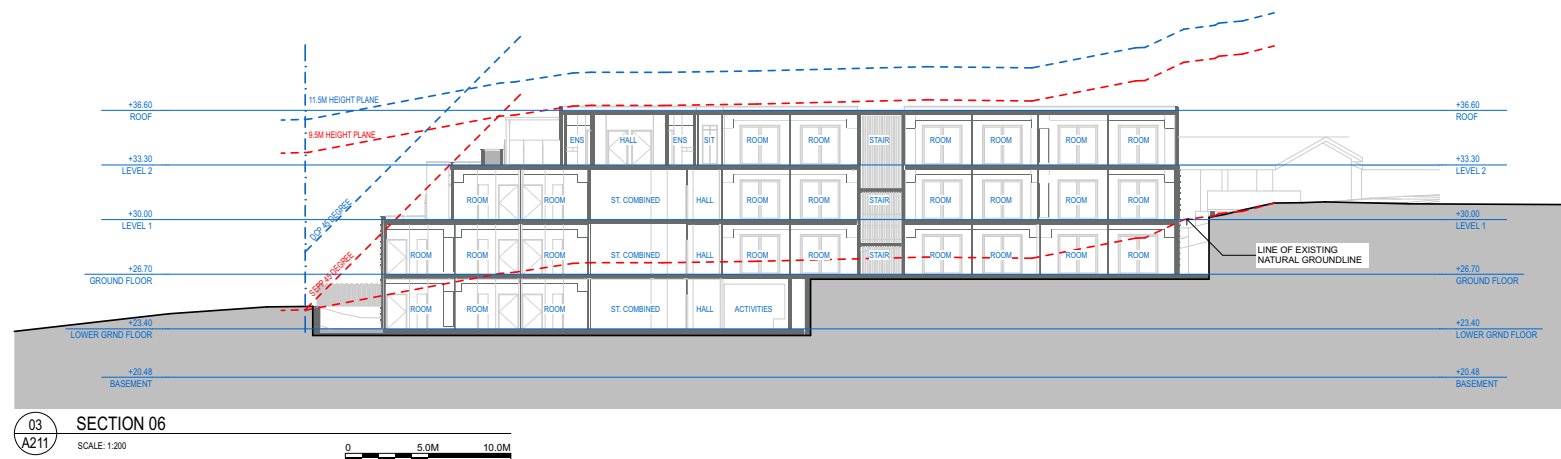 11.5M HEIGHT PLANE
+36.60
ROOF
+36.60
ROOF
9.5M HEIGHT PLANE
ENS
HALL
ENS
SIT
ROOM
ROOM
STAIR
ROOM
ROOM
ROOM
ROOM
+33.30
LEVEL 2
+33.30
LEVEL 2
ROOM
ROOM
ST. COMBINED
HALL
ROOM
ROOM
STAIR
ROOM
ROOM
ROOM
ROOM
DCP 45 DEGREE
+30.00
LEVEL 1
+30.00
LEVEL 1
ROOM
ROOM
ST. COMBINED
HALL
ROOM
ROOM
STAIR
ROOM
ROOM
ROOM
ROOM
LINE OF EXISTING
NATURAL GROUNDLINE
SEPP 45 DEGREE
+26.70
GROUND FLOOR
+26.70
GROUND FLOOR
ROOM
ROOM
ST. COMBINED
HALL
ACTIVITIES
+23.40
LOWER GRND FLOOR
+23.40
LOWER GRND FLOOR
+20.48
BASEMENT
+20.48
BASEMENT
03
A211
SECTION 06
SCALE: 1:200
0 5.0M 10.0M